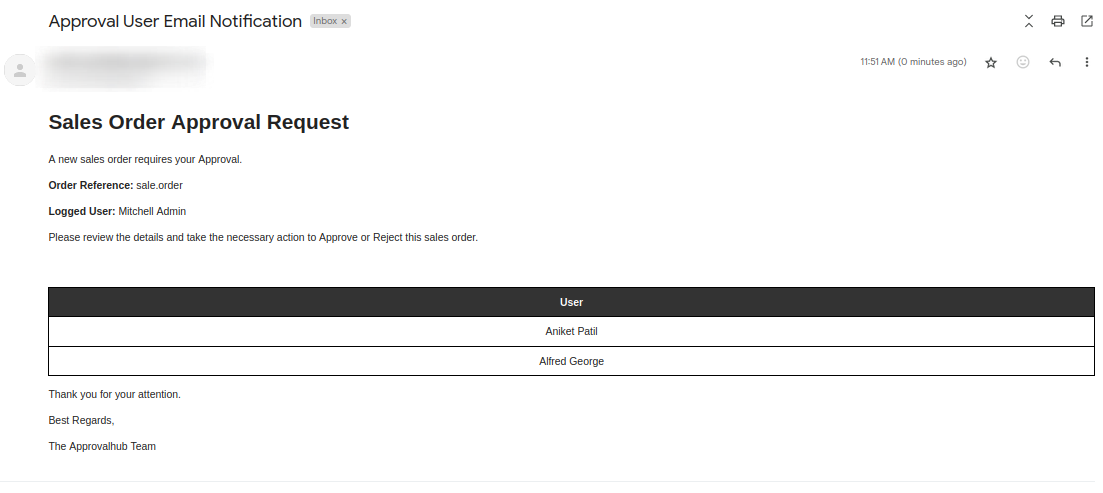 Approval User Email Notification Inbox ×
11:51 AM (0 minutes ago)
Sales Order Approval Request
A new sales order requires your Approval.
Order Reference: sale.order
Logged User: Mitchell Admin
Please review the details and take the necessary action to Approve or Reject this sales order.
User
Aniket Patil
Alfred George
Thank you for your attention.
Best Regards,
The Approvalhub Team